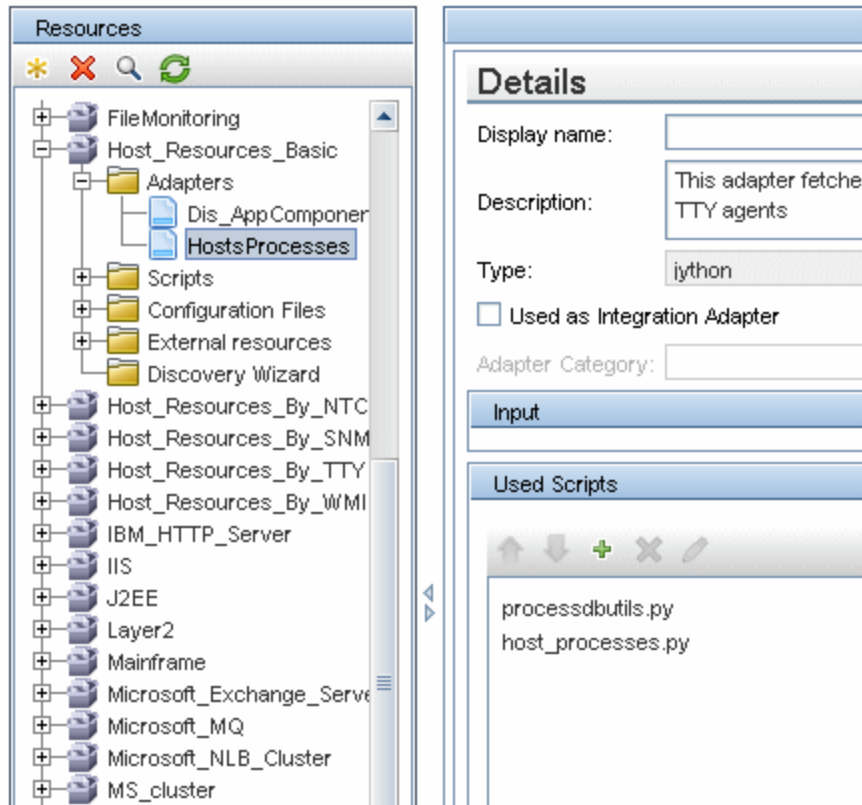 Resources
FileMonitoring
Host_Resources_Basic
Adapters
Dis_AppComponen
HostsProcesses
Scripts
Configuration Files
External resources
Discovery Wizard
Host_Resources_By_NTC
Host_Resources_By_SNM
Host_Resources_By_TTY
Host_Resources_By_WMI
IBM_HTTP_Server
IIS
J2EE
Layer2
Mainframe
Microsoft_Exchange_Serve
Microsoft_MQ
Microsoft_NLB_Cluster
MS_cluster
Details
Display name:
Description:
This adapter fetche
TTY agents
Type:
jython
Used as Integration Adapter
Adapter Category:
Input
Used Scripts
processdbutils.py
host_processes.py